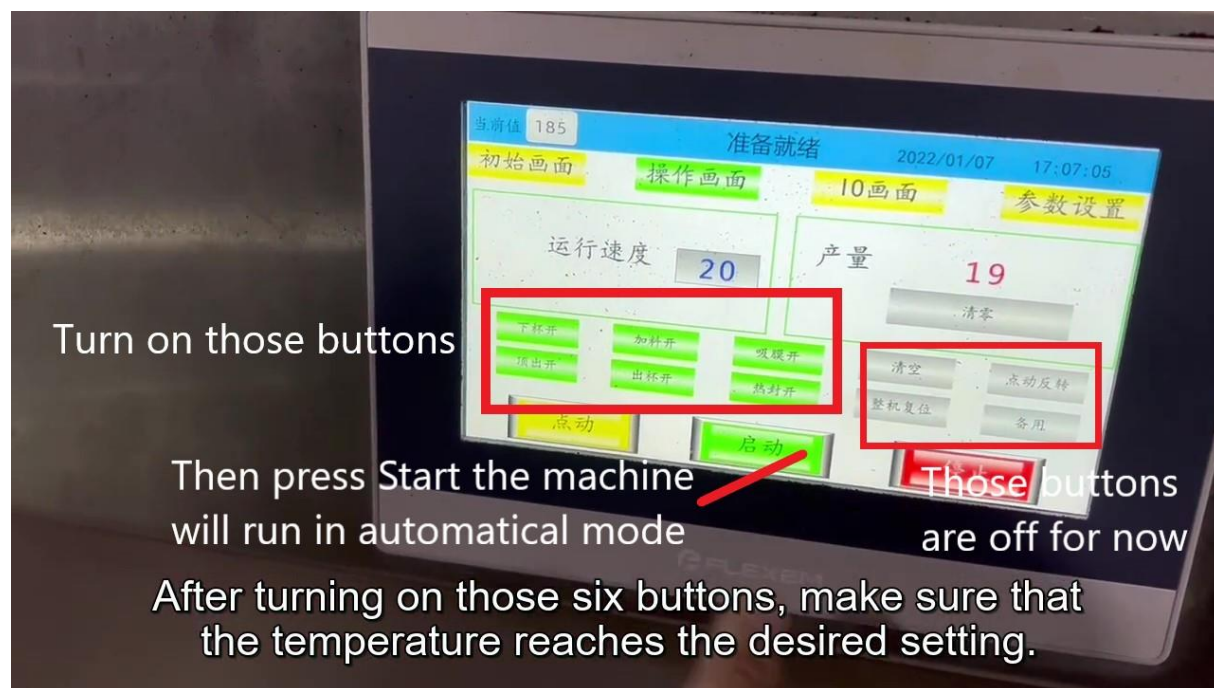 当前值 185 准备就绪 2022/01/07 17:07:05
初始画面 操作画面 IO画面 参数设置
运行速度 20 产量 19
清零
下杯开 加料开 吸膜开 清空 点动反转
顶出开 出杯开 热封开 整机复位 备用
点动 启动 停止
Turn on those buttons
Then press Start the machine
will run in automatical mode
Those buttons
are off for now
FLEXEM
After turning on those six buttons, make sure that
the temperature reaches the desired setting.